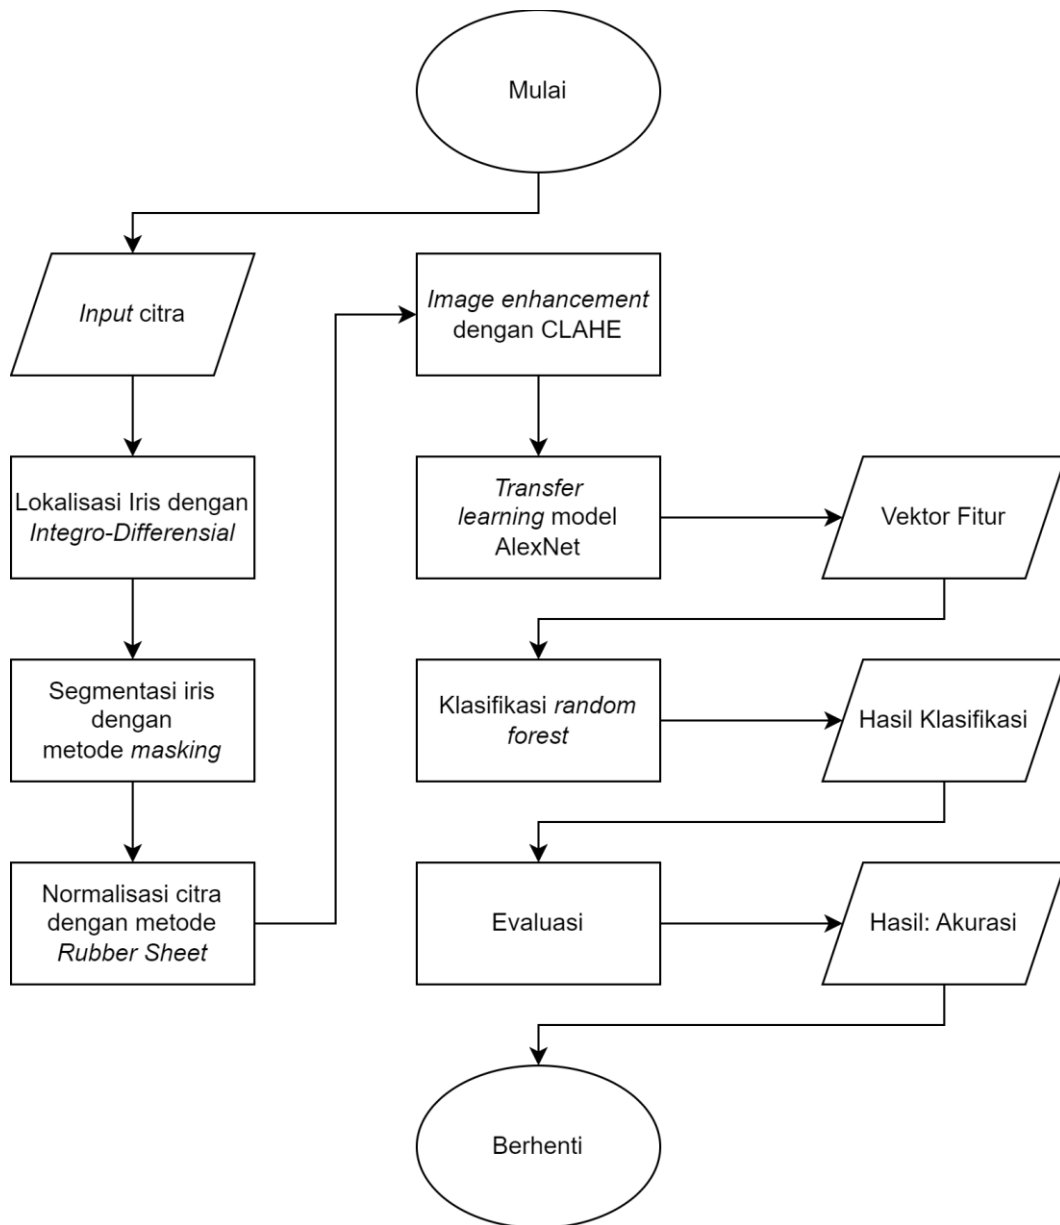 Mulai
Input citra
Lokalisasi Iris dengan
Integro-Differensial
Segmentasi iris
dengan
metode masking
Normalisasi citra
dengan metode
Rubber Sheet
Image enhancement
dengan CLAHE
Transfer
learning model
AlexNet
Vektor Fitur
Klasifikasi random
forest
Hasil Klasifikasi
Evaluasi
Hasil: Akurasi
Berhenti